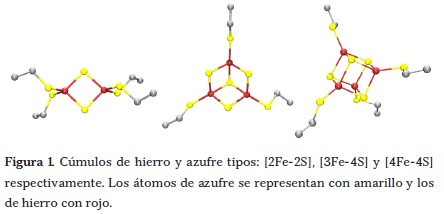 Figura 1. Cúmulos de hierro y azufre tipos: [2Fe-2S], [3Fe-4S] y [4Fe-4S]
respectivamente. Los átomos de azufre se representan con amarillo y los
de hierro con rojo.